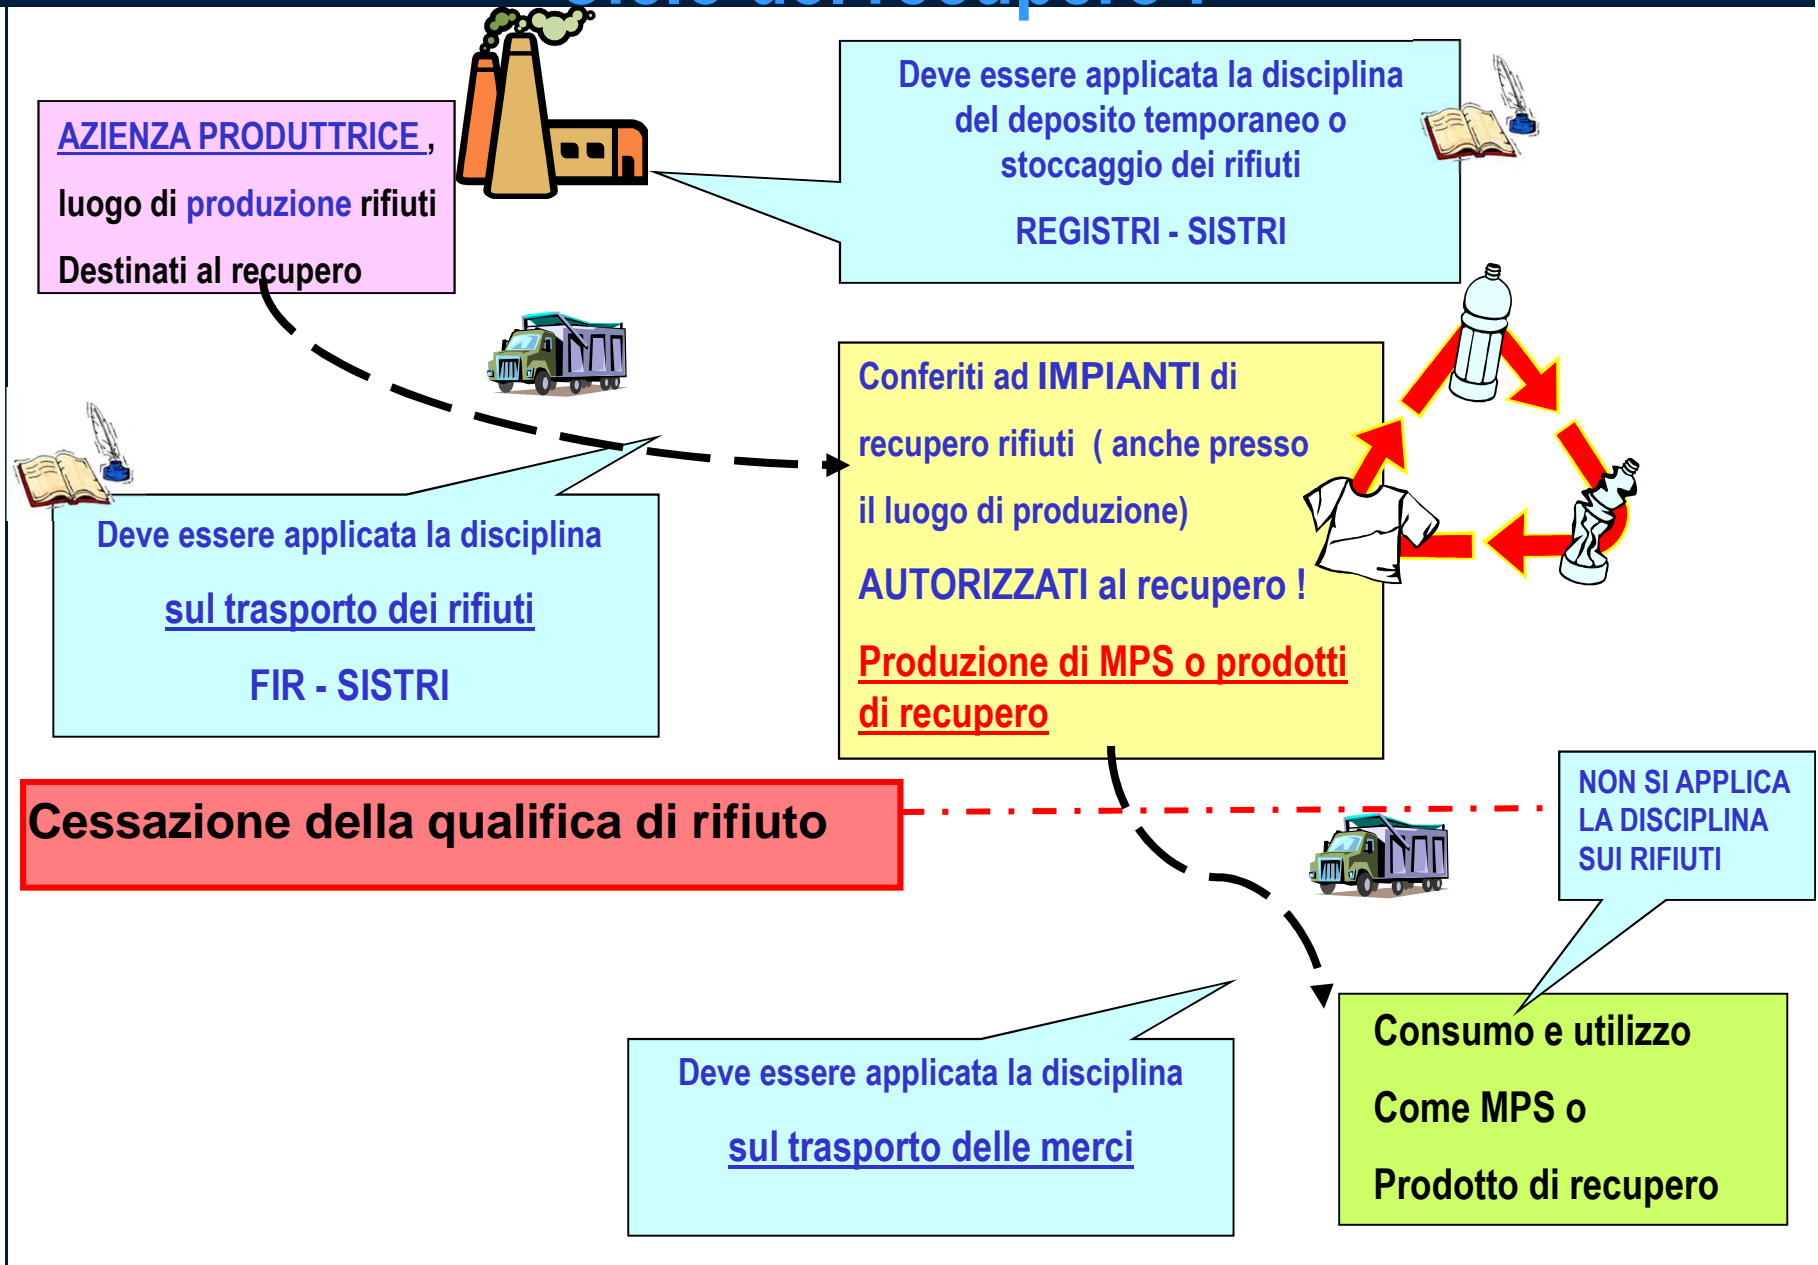 AZIENZA PRODUTTRICE ,
luogo di produzione rifiuti
Destinati al recupero
Deve essere applicata la disciplina
del deposito temporaneo o
stoccaggio dei rifiuti
REGISTRI - SISTRI
Deve essere applicata la disciplina
sul trasporto dei rifiuti
FIR - SISTRI
Conferiti ad IMPIANTI di
recupero rifiuti ( anche presso
il luogo di produzione)
AUTORIZZATI al recupero !
Produzione di MPS o prodotti
di recupero
Cessazione della qualifica di rifiuto
NON SI APPLICA
LA DISCIPLINA
SUI RIFIUTI
Deve essere applicata la disciplina
sul trasporto delle merci
Consumo e utilizzo
Come MPS o
Prodotto di recupero